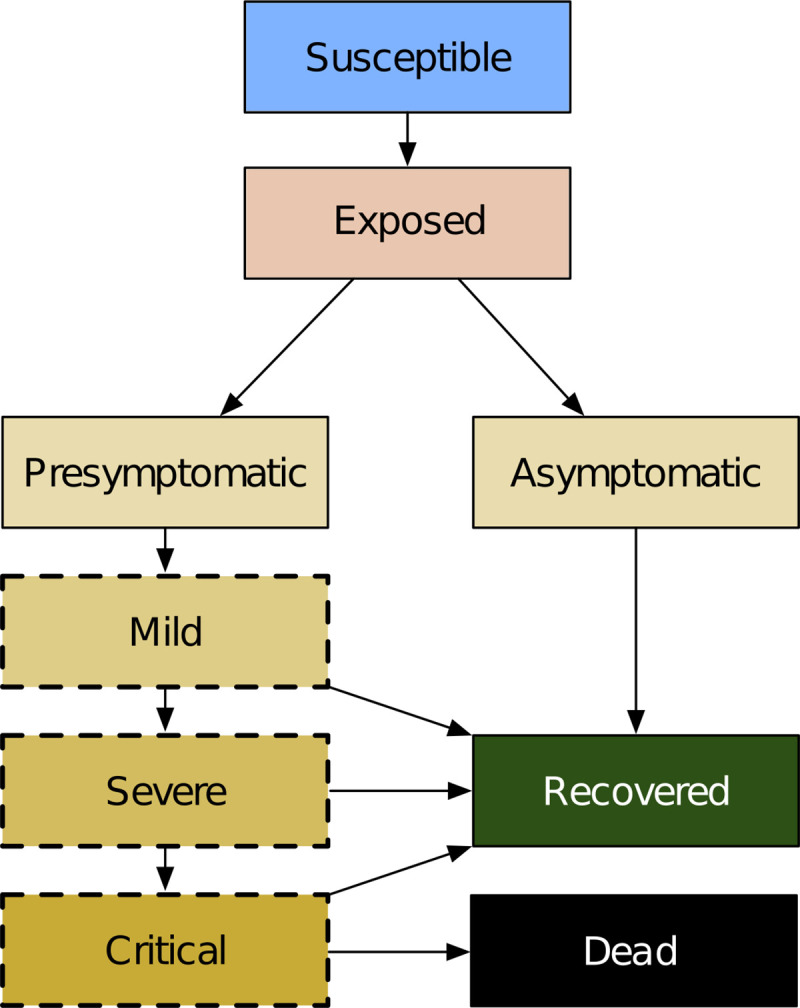 Susceptible
Exposed
Presymptomatic
Asymptomatic
Mild
Severe
Recovered
Critical
Dead